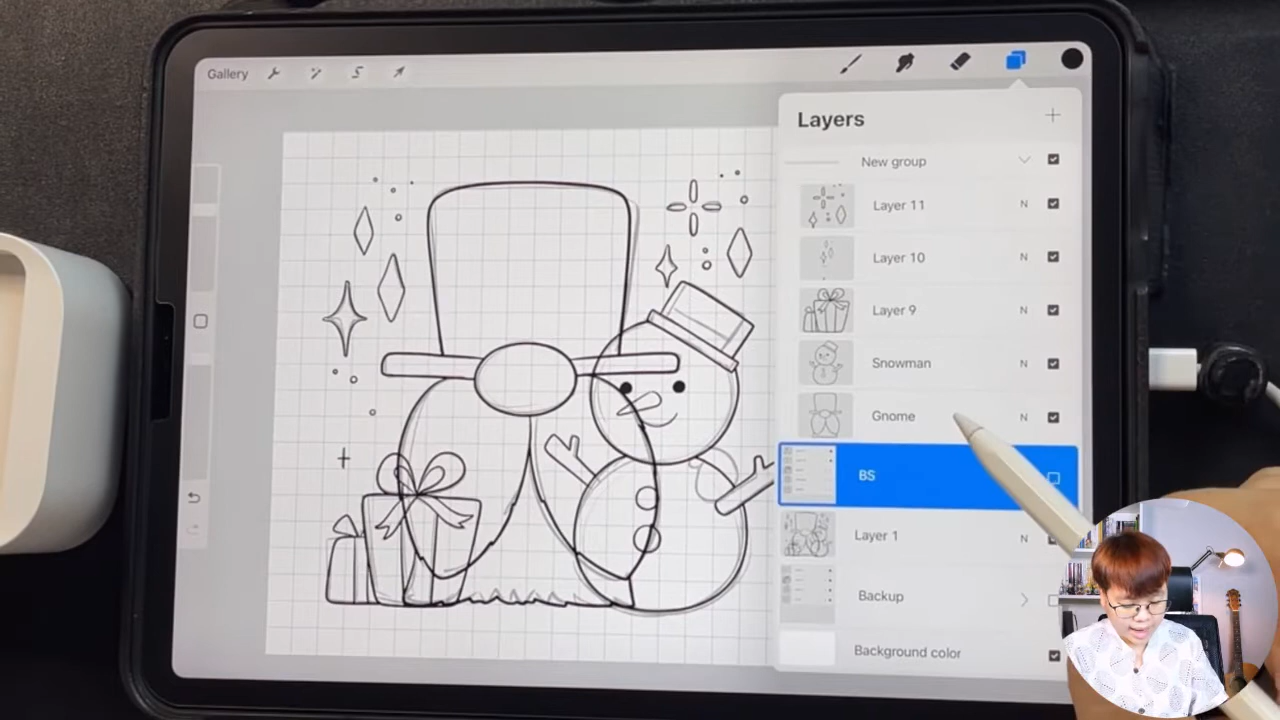 Gallery
Layers
New group
Layer 11 N
Layer 10 N
Layer 9 N
Snowman N
Gnome N
BS
Layer 1 N
Backup
Background color